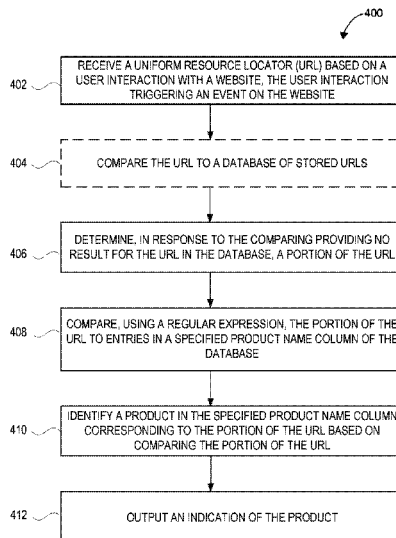 400
402
RECEIVE A UNIFORM RESOURCE LOCATOR (URL) BASED ON A
USER INTERACTION WITH A WEBSITE, THE USER INTERACTION
TRIGGERING AN EVENT ON THE WEBSITE
404
COMPARE THE URL TO A DATABASE OF STORED URLS
406
DETERMINE, IN RESPONSE TO THE COMPARING PROVIDING NO
RESULT FOR THE URL IN THE DATABASE, A PORTION OF THE URL
408
COMPARE, USING A REGULAR EXPRESSION, THE PORTION OF THE
URL TO ENTRIES IN A SPECIFIED PRODUCT NAME COLUMN OF THE
DATABASE
410
IDENTIFY A PRODUCT IN THE SPECIFIED PRODUCT NAME COLUMN
CORRESPONDING TO THE PORTION OF THE URL BASED ON
COMPARING THE PORTION OF THE URL
412
OUTPUT AN INDICATION OF THE PRODUCT